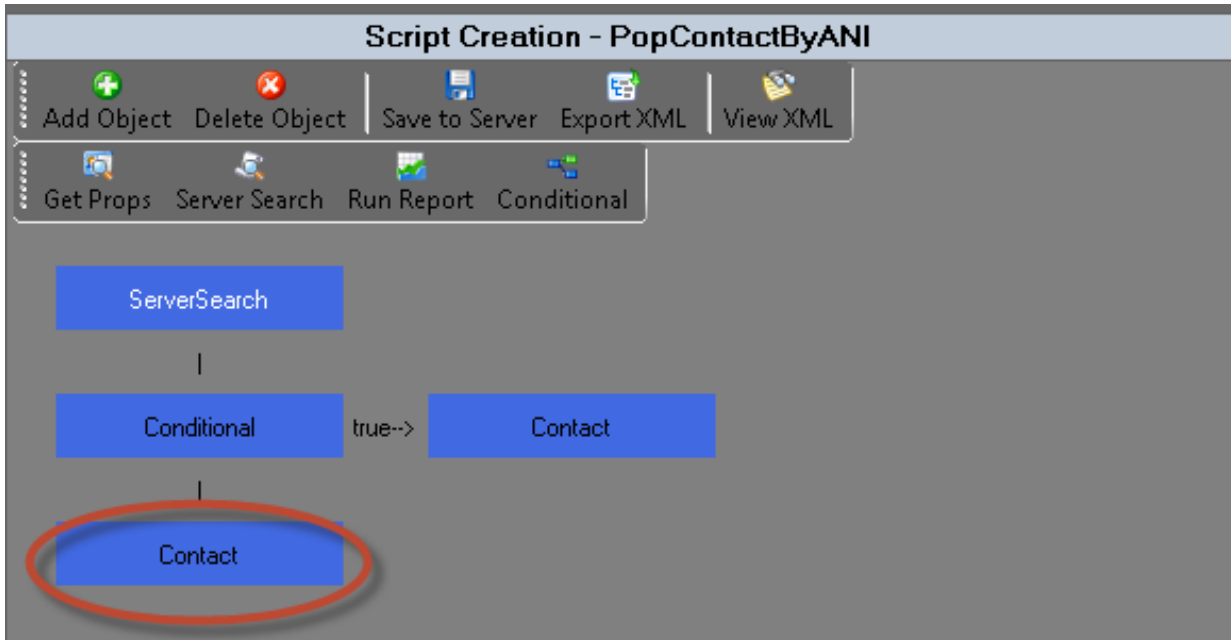 Script Creation - PopContactByANI
Add Object Delete Object Save to Server Export XML View XML
Get Props Server Search Run Report Conditional
ServerSearch
|
Conditional true--> Contact
|
Contact